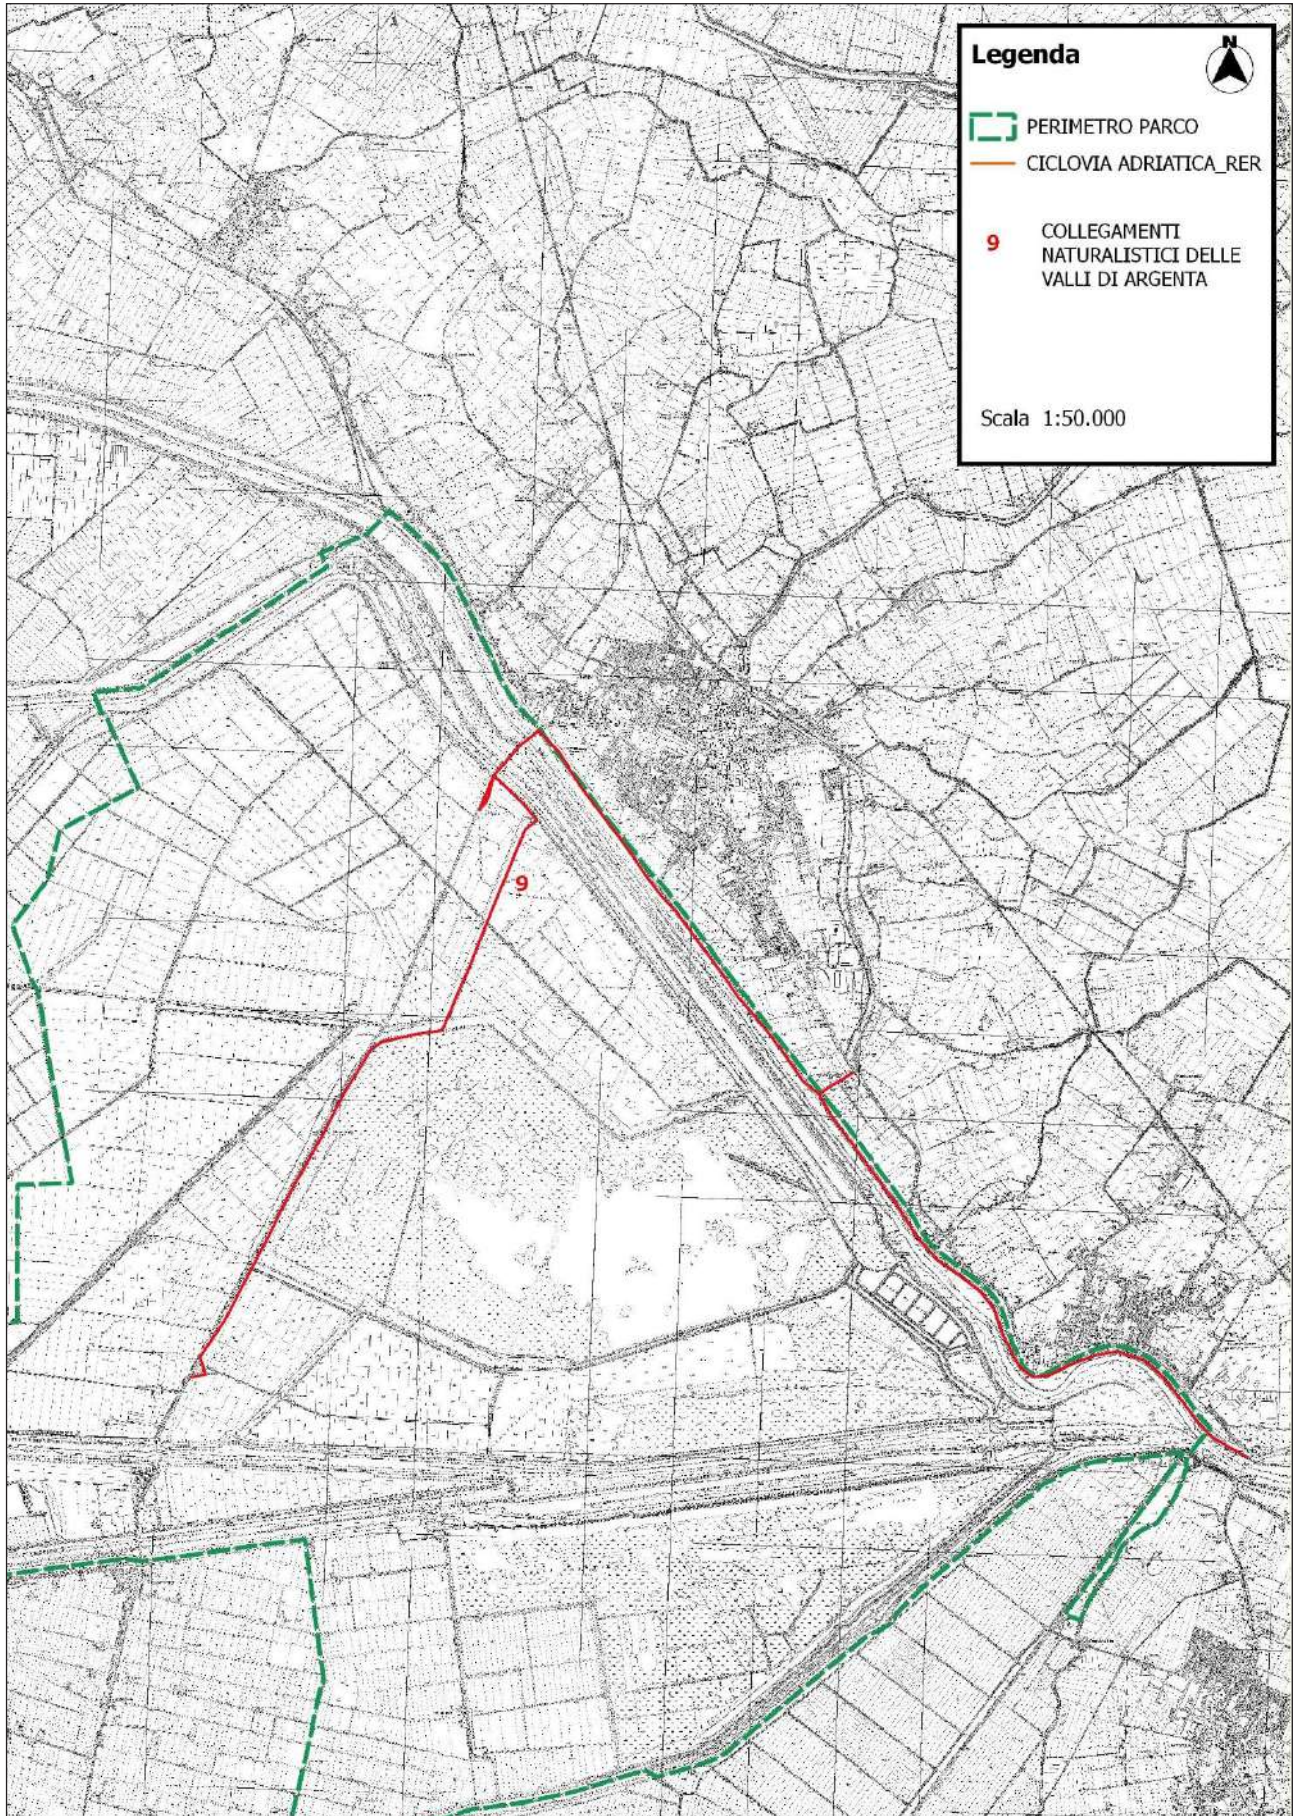 Legenda
N
PERIMETRO PARCO
CICLOVIA ADRIATICA_RER
9 COLLEGAMENTI
NATURALISTICI DELLE
VALLI DI ARGENTA
Scala 1:50.000
9